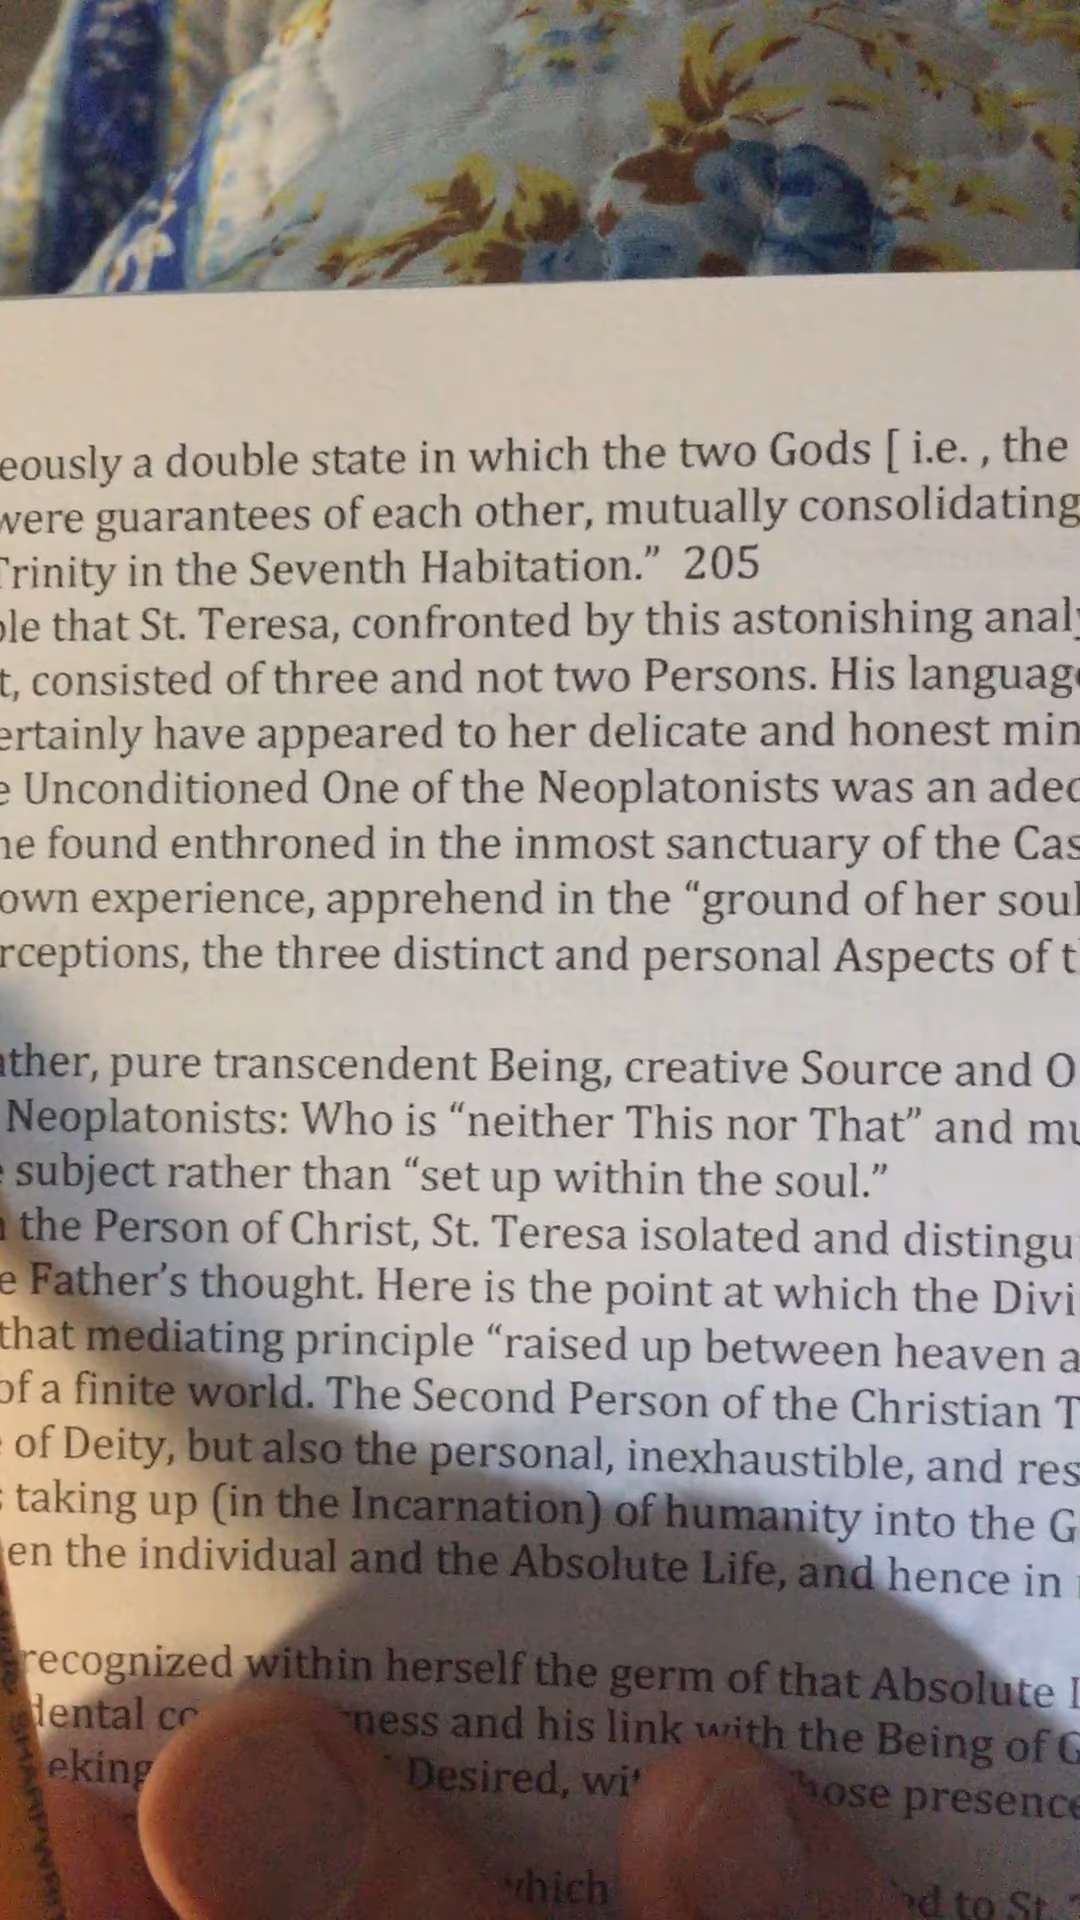 eously a double state in which the two Gods [ i.e. , the
were guarantees of each other, mutually consolidating
Trinity in the Seventh Habitation.” 205
ble that St. Teresa, confronted by this astonishing analy
t, consisted of three and not two Persons. His language
ertainly have appeared to her delicate and honest min
e Unconditioned One of the Neoplatonists was an adec
he found enthroned in the inmost sanctuary of the Cas
own experience, apprehend in the “ground of her soul
rceptions, the three distinct and personal Aspects of t
ather, pure transcendent Being, creative Source and O
Neoplatonists: Who is “neither This nor That” and mu
e subject rather than “set up within the soul.”
n the Person of Christ, St. Teresa isolated and distingu
e Father’s thought. Here is the point at which the Divi
that mediating principle “raised up between heaven a
of a finite world. The Second Person of the Christian T
of Deity, but also the personal, inexhaustible, and res
taking up (in the Incarnation) of humanity into the G
en the individual and the Absolute Life, and hence in
recognized within herself the germ of that Absolute
dental co ness and his link with the Being of G
eking Desired, wit hose presence
which ed to St.